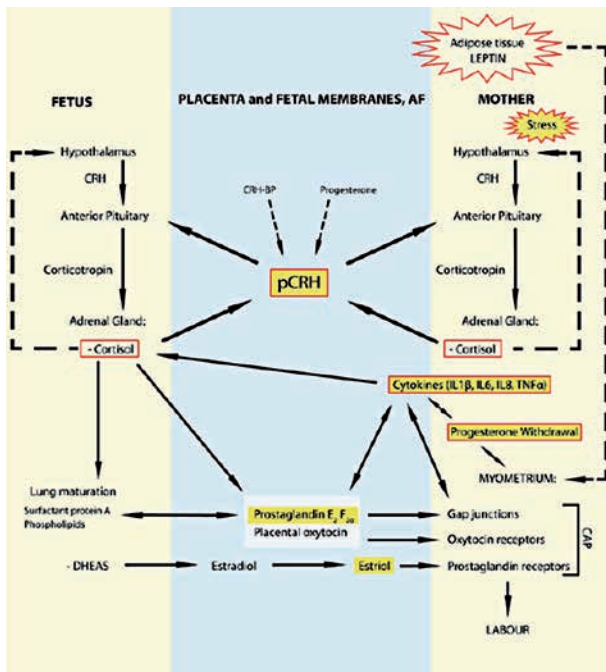 Adipose tissue
LEPTIN
FETUS
PLACENTA and FETAL MEMBRANES, AF
MOTHER
Stress
Hypothalamus
CRH
Anterior Pituitary
Corticotropin
Adrenal Gland:
- Cortisol
CRH-BP
Progesterone
pCRH
Hypothalamus
CRH
Anterior Pituitary
Corticotropin
Adrenal Gland:
- Cortisol
Cytokines (IL1β, IL6, IL8, TNFα)
Progesterone Withdrawal
MYOMETRIUM:
Lung maturation
Surfactant protein A
Phospholipids
Prostaglandin E₂ F₂α
Placental oxytocin
Gap junctions
Oxytocin receptors
Prostaglandin receptors
CAP
- DHEAS
Estradiol
Estriol
LABOUR